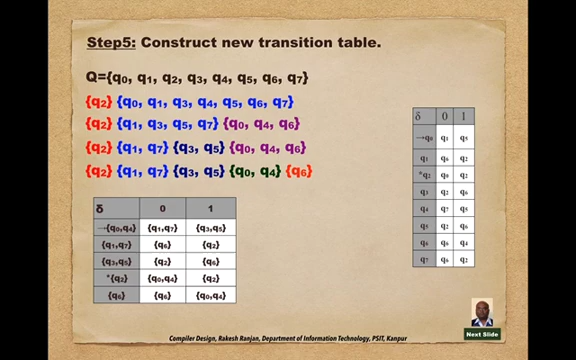 Step5: Construct new transition table.
Q={q0, q1, q2, q3, q4, q5, q6, q7}
{q2} {q0, q1, q3, q4, q5, q6, q7}
{q2} {q1, q3, q5, q7} {q0, q4, q6}
{q2} {q1, q7} {q3, q5} {q0, q4, q6}
{q2} {q1, q7} {q3, q5} {q0, q4} {q6}
δ 0 1
→q0 q1 q5
q1 q6 q2
*q2 q0 q2
q3 q2 q6
q4 q7 q5
q5 q2 q6
q6 q6 q4
q7 q6 q2
δ 0 1
→{q0,q4} {q1,q7} {q3,q5}
{q1,q7} {q6} {q2}
{q3,q5} {q2} {q6}
*{q2} {q0,q4} {q2}
{q6} {q6} {q0,q4}
Next Slide
Compiler Design, Rakesh Ranjan, Department of Information Technology, PSIT, Kanpur